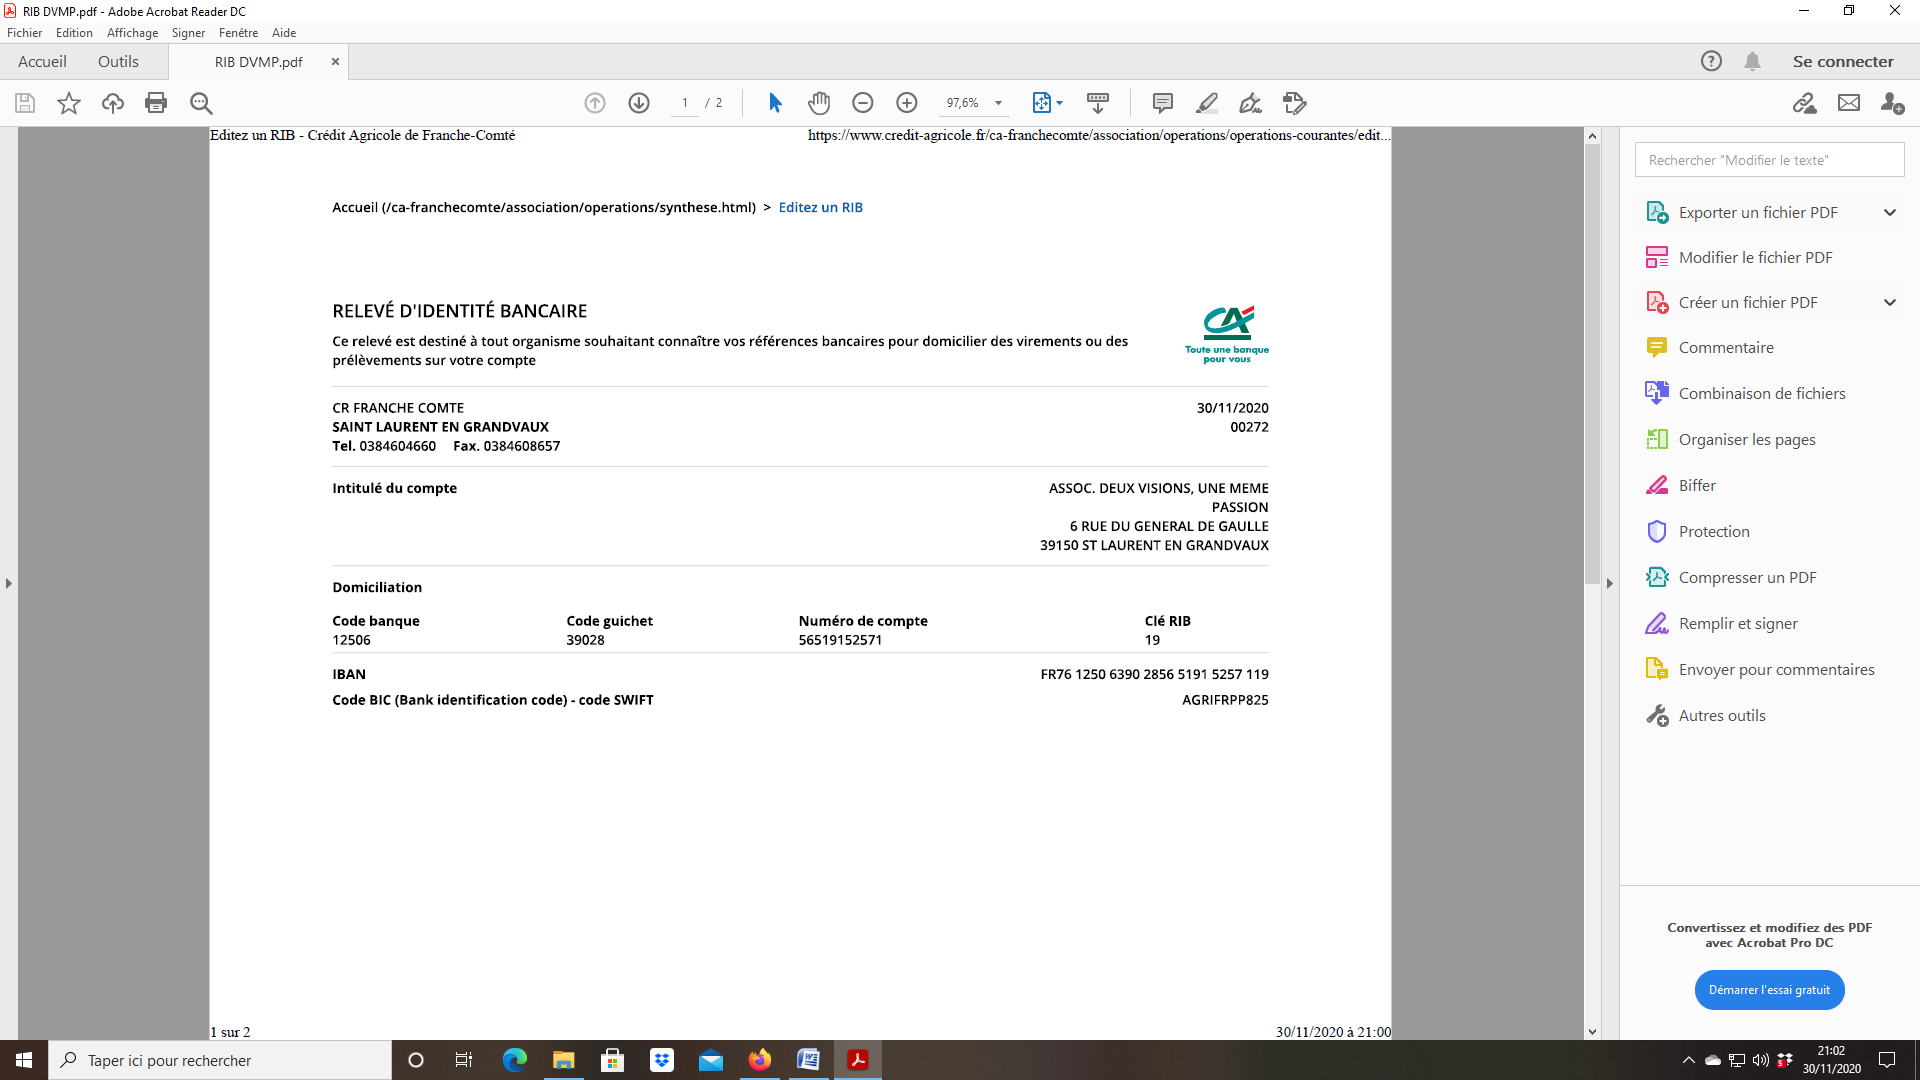 RIB DVMP.pdf - Adobe Acrobat Reader DC
Fichier Edition Affichage Signer Fenêtre Aide
Accueil Outils RIB DVMP.pdf × Se connecter
1 / 2 97,6%
Editez un RIB - Crédit Agricole de Franche-Comté https://www.credit-agricole.fr/ca-franchecomte/association/operations/operations-courantes/edit...
Accueil (/ca-franchecomte/association/operations/synthese.html) > Editez un RIB
RELEVÉ D'IDENTITÉ BANCAIRE
Ce relevé est destiné à tout organisme souhaitant connaître vos références bancaires pour domicilier des virements ou des
prélèvements sur votre compte
CA
Toute une banque
pour vous
CR FRANCHE COMTE 30/11/2020
SAINT LAURENT EN GRANDVAUX 00272
Tel. 0384604660 Fax. 0384608657
Intitulé du compte ASSOC. DEUX VISIONS, UNE MEME
PASSION
6 RUE DU GENERAL DE GAULLE
39150 ST LAURENT EN GRANDVAUX
Domiciliation
Code banque Code guichet Numéro de compte Clé RIB
12506 39028 56519152571 19
IBAN FR76 1250 6390 2856 5191 5257 119
Code BIC (Bank identification code) - code SWIFT AGRIFRPP825
1 sur 2 30/11/2020 à 21:00
Rechercher "Modifier le texte"
Exporter un fichier PDF
Modifier le fichier PDF
Créer un fichier PDF
Commentaire
Combinaison de fichiers
Organiser les pages
Biffer
Protection
Compresser un PDF
Remplir et signer
Envoyer pour commentaires
Autres outils
Convertissez et modifiez des PDF
avec Acrobat Pro DC
Démarrer l'essai gratuit
Taper ici pour rechercher
21:02
30/11/2020